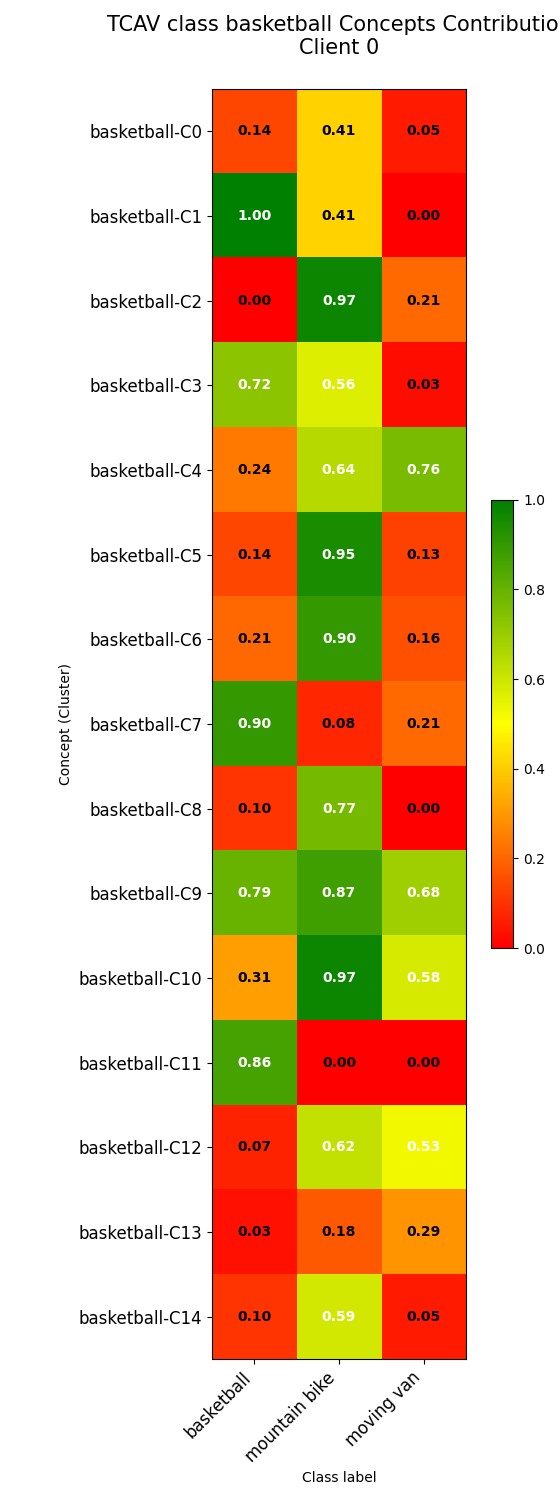 TCAV class basketball Concepts Contributio
Client 0
basketball-C0 0.14 0.41 0.05
basketball-C1 1.00 0.41 0.00
basketball-C2 0.00 0.97 0.21
basketball-C3 0.72 0.56 0.03
basketball-C4 0.24 0.64 0.76
basketball-C5 0.14 0.95 0.13
basketball-C6 0.21 0.90 0.16
basketball-C7 0.90 0.08 0.21
basketball-C8 0.10 0.77 0.00
basketball-C9 0.79 0.87 0.68
basketball-C10 0.31 0.97 0.58
basketball-C11 0.86 0.00 0.00
basketball-C12 0.07 0.62 0.53
basketball-C13 0.03 0.18 0.29
basketball-C14 0.10 0.59 0.05
Concept (Cluster)
basketball
mountain bike
moving van
Class label
1.0
0.8
0.6
0.4
0.2
0.0